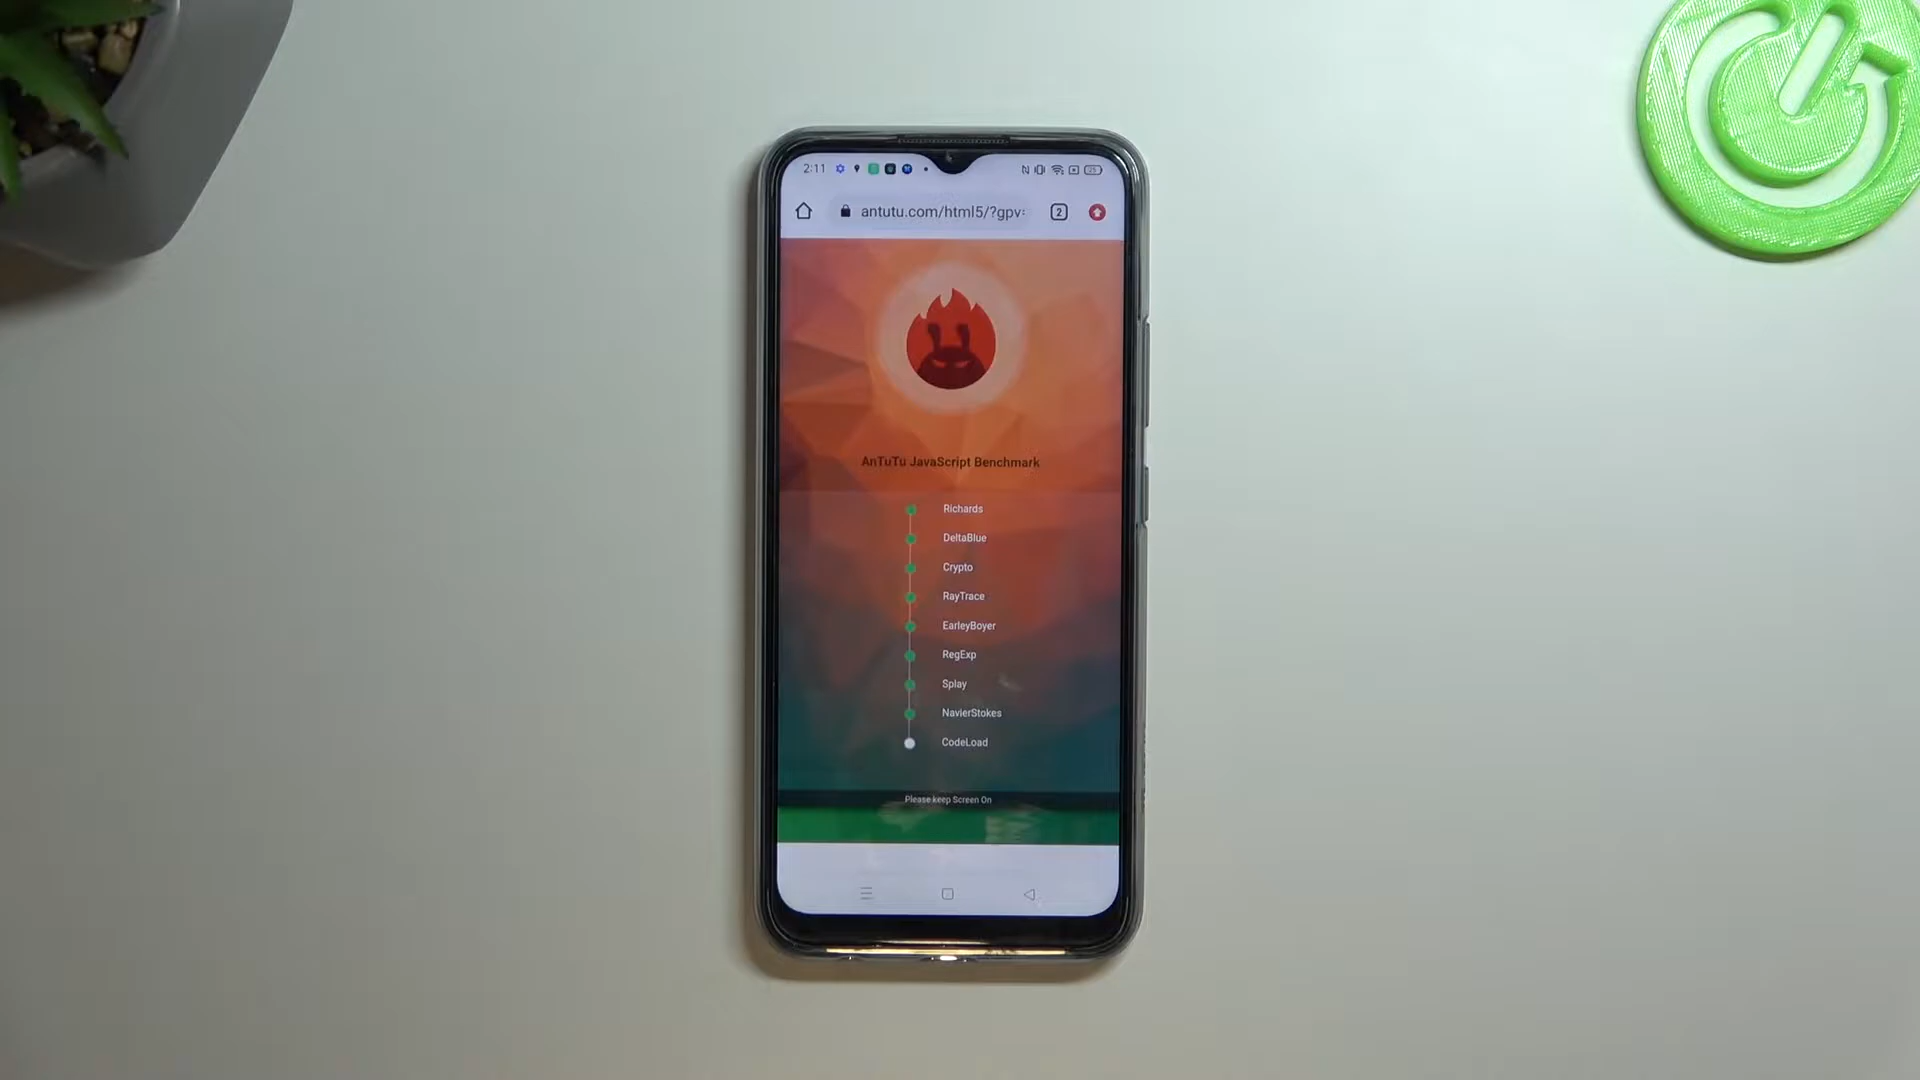 2:11
antutu.com/html5/?gpv=
2
AnTuTu JavaScript Benchmark
Richards
DeltaBlue
Crypto
RayTrace
EarleyBoyer
RegExp
Splay
NavierStokes
CodeLoad
Please keep Screen On